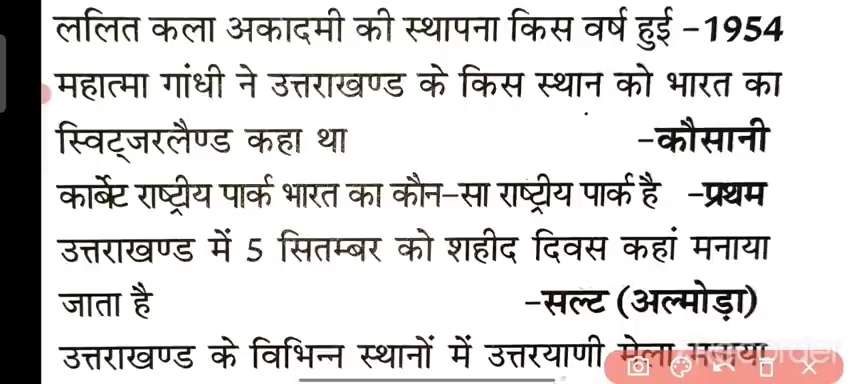 ललित कला अकादमी की स्थापना किस वर्ष हुई -1954
महात्मा गांधी ने उत्तराखण्ड के किस स्थान को भारत का
स्विट्जरलैण्ड कहा था -कौसानी
कार्बेट राष्ट्रीय पार्क भारत का कौन-सा राष्ट्रीय पार्क है -प्रथम
उत्तराखण्ड में 5 सितम्बर को शहीद दिवस कहां मनाया
जाता है -सल्ट (अल्मोड़ा)
उत्तराखण्ड के विभिन्न स्थानों में उत्तरयाणी मेला